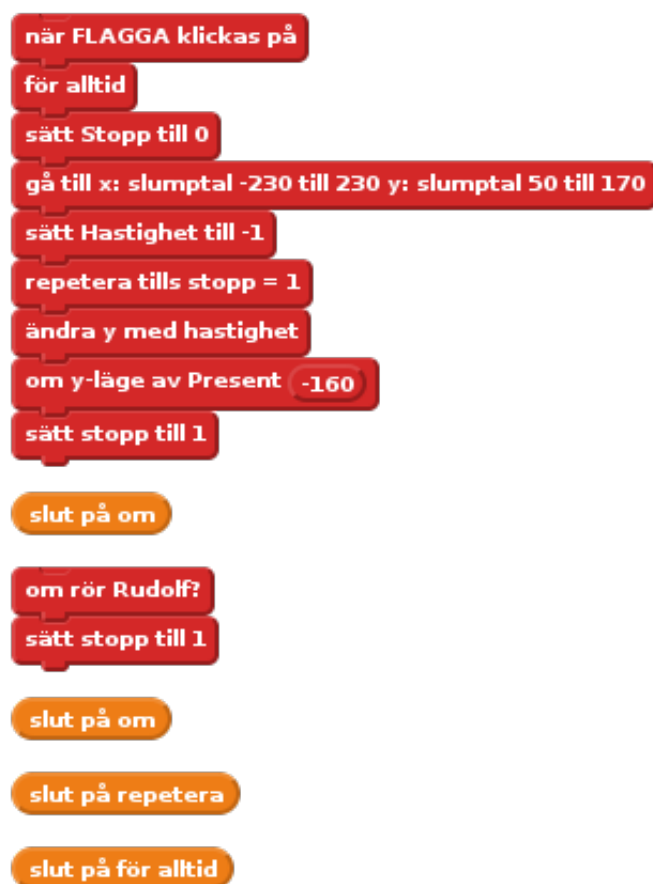 när FLAGGA klickas på
för alltid
sätt Stopp till 0
gå till x: slumptal -230 till 230 y: slumptal 50 till 170
sätt Hastighet till -1
repetera tills stopp = 1
ändra y med hastighet
om y-läge av Present -160
sätt stopp till 1
slut på om
om rör Rudolf?
sätt stopp till 1
slut på om
slut på repetera
slut på för alltid